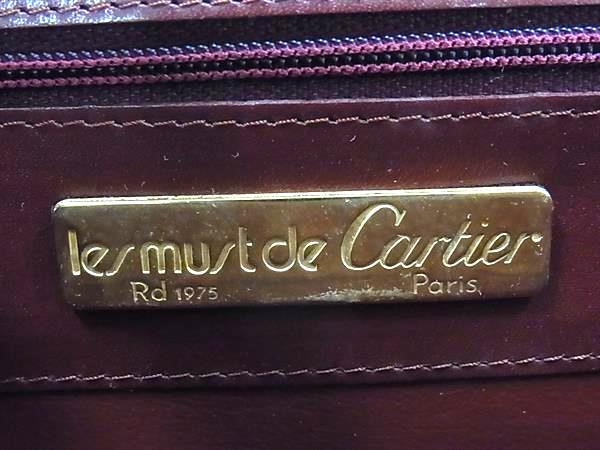 les must de Cartier
Rd 1975 Paris